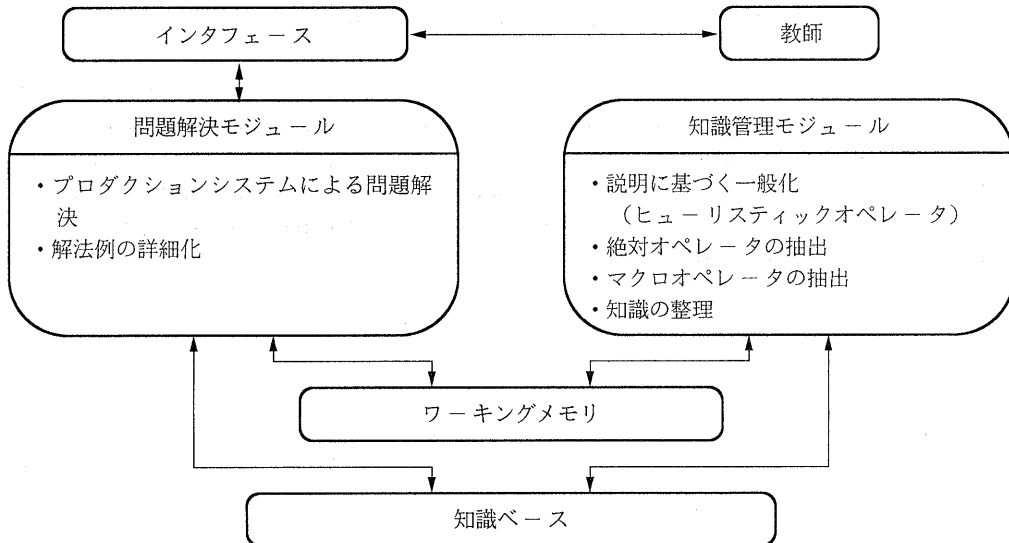 インタフェース
教師
問題解決モジュール
・プロダクションシステムによる問題解
決
・解法例の詳細化
知識管理モジュール
・説明に基づく一般化
(ヒューリスティックオペレータ)
・絶対オペレータの抽出
・マクロオペレータの抽出
・知識の整理
ワーキングメモリ
知識ベース